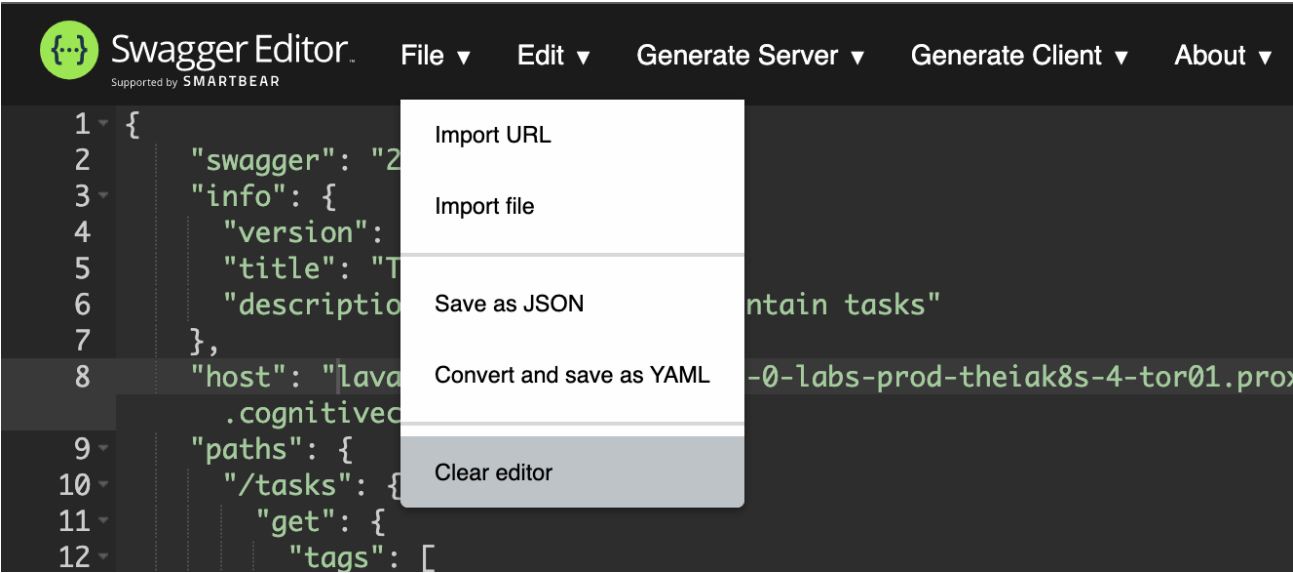 Swagger Editor™
Supported by SMARTBEAR
File ▼ Edit ▼ Generate Server ▼ Generate Client ▼ About ▼
Import URL
Import file
Save as JSON
Convert and save as YAML
Clear editor
1 {
2 "swagger": "2
3 "info": {
4 "version":
5 "title": "T
6 "descriptio ntain tasks"
7 },
8 "host": "lava -0-labs-prod-theiak8s-4-tor01.prox
.cognitivec
9 "paths": {
10 "/tasks": {
11 "get": {
12 "tags": [